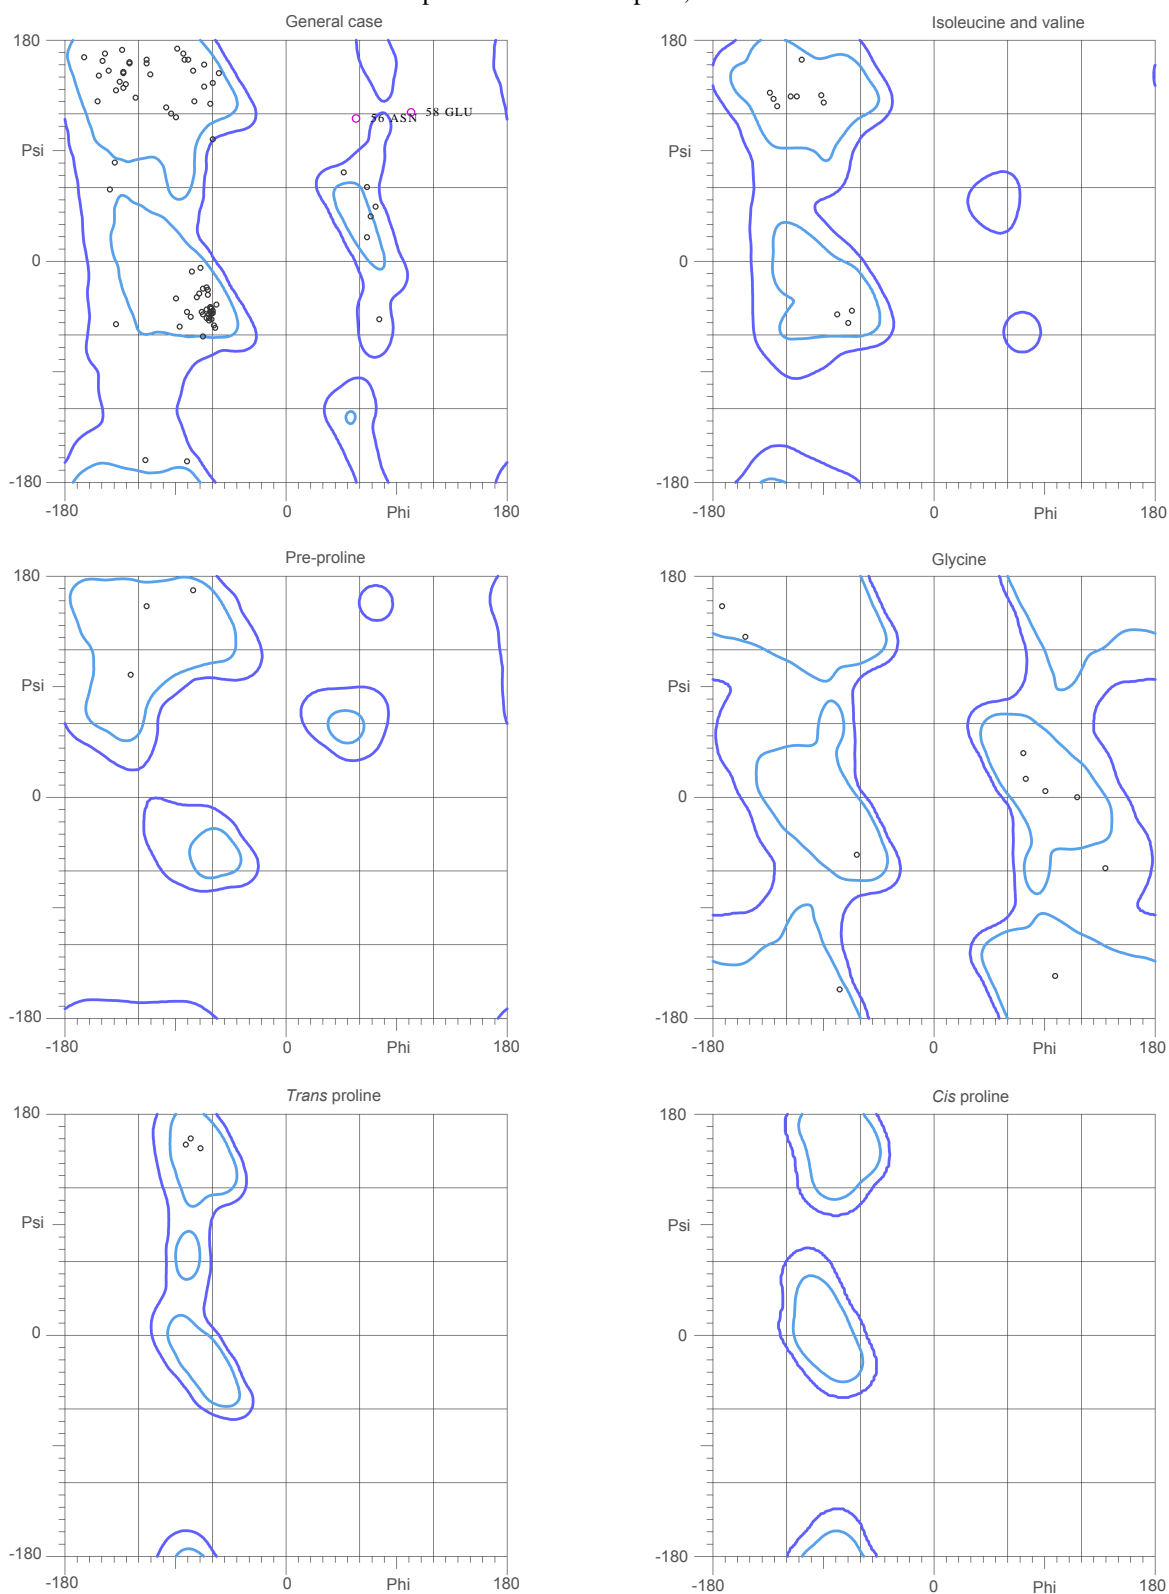 General case
180
56 ASN
58 GLU
Psi
0
-180
-180
0
Phi
180
Isoleucine and valine
180
Psi
0
-180
-180
0
Phi
180
Pre-proline
180
Psi
0
-180
-180
0
Phi
180
Glycine
180
Psi
0
-180
-180
0
Phi
180
Trans proline
180
Psi
0
-180
-180
0
Phi
180
Cis proline
180
Psi
0
-180
-180
0
Phi
180